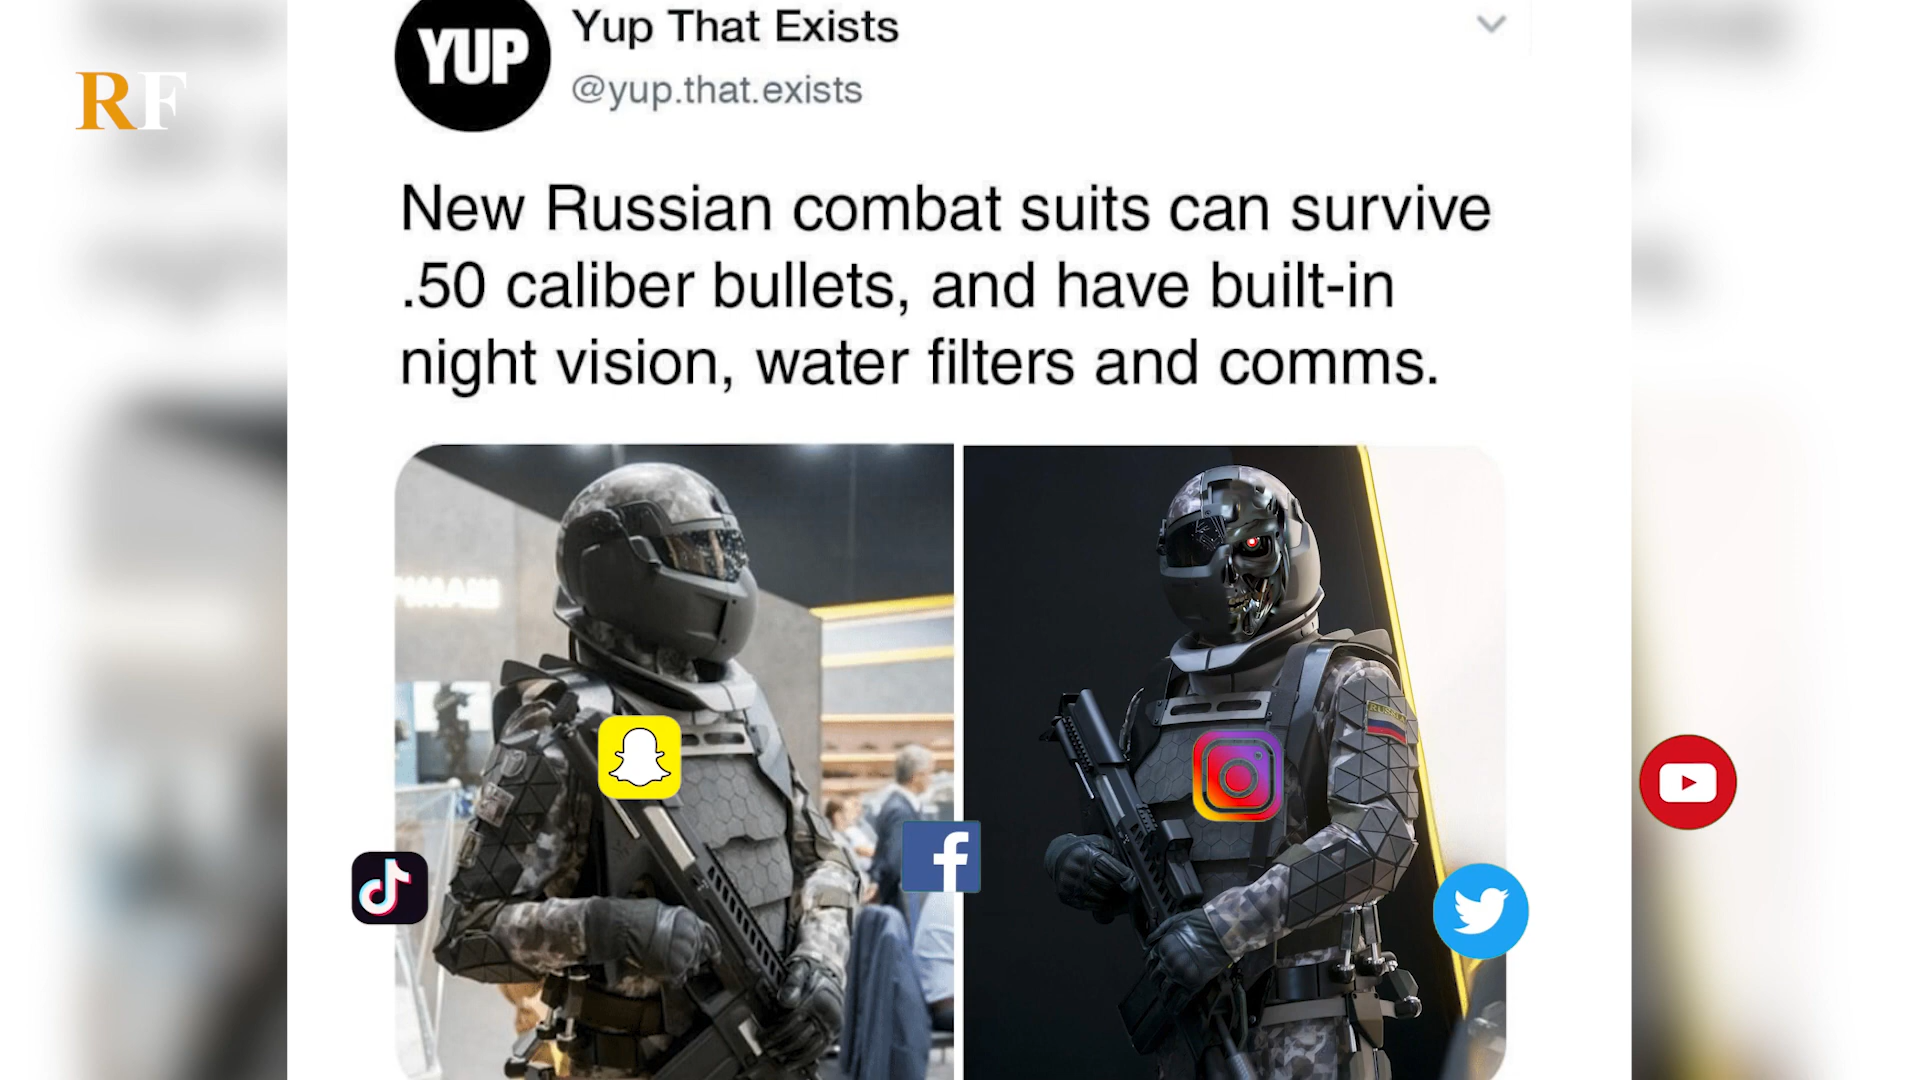 RF
YUP
Yup That Exists
@yup.that.exists
New Russian combat suits can survive
.50 caliber bullets, and have built-in
night vision, water filters and comms.
RUSSIA